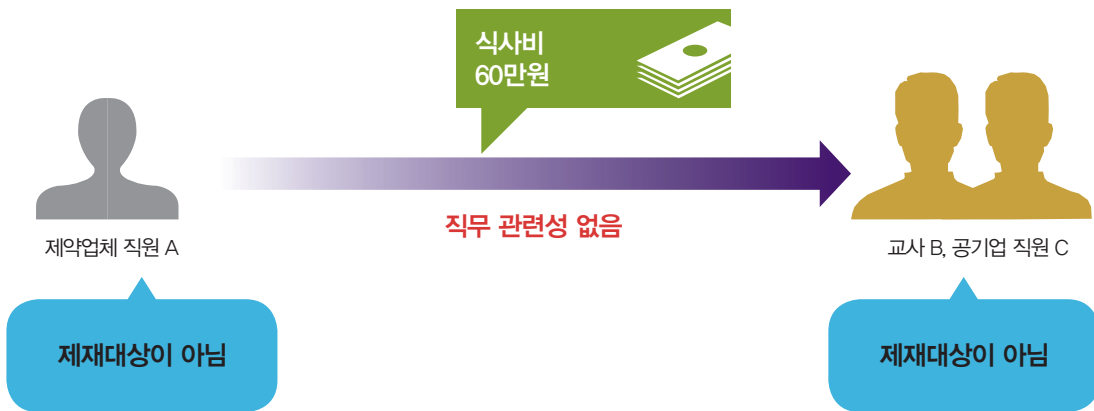 식사비
60만원
직무 관련성 없음
제약업체 직원 A
교사 B, 공기업 직원 C
제재대상이 아님
제재대상이 아님